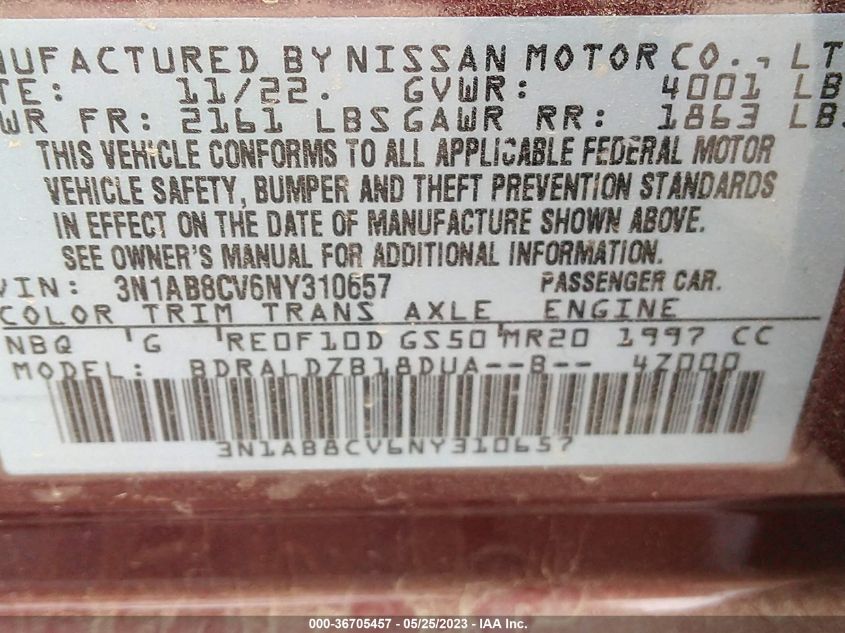 NUFACTURED BY NISSAN MOTOR CO., LT
TE: 11/22. GVWR: 4001 LB
WR FR: 2161 LBS GAWR RR: 1863 LBS
THIS VEHICLE CONFORMS TO ALL APPLICABLE FEDERAL MOTOR
VEHICLE SAFETY, BUMPER AND THEFT PREVENTION STANDARDS
IN EFFECT ON THE DATE OF MANUFACTURE SHOWN ABOVE.
SEE OWNER'S MANUAL FOR ADDITIONAL INFORMATION.
VIN: 3N1AB8CV6NY310657 PASSENGER CAR.
COLOR TRIM TRANS AXLE ENGINE
NBQ 'G 'RE0F10D GS50 'MR20 1997 CC
MODEL: BDRALDZB18DUA--B-- 4Z000
3N1AB8CV6NY310657
000-36705457 - 05/25/2023 - IAA Inc.